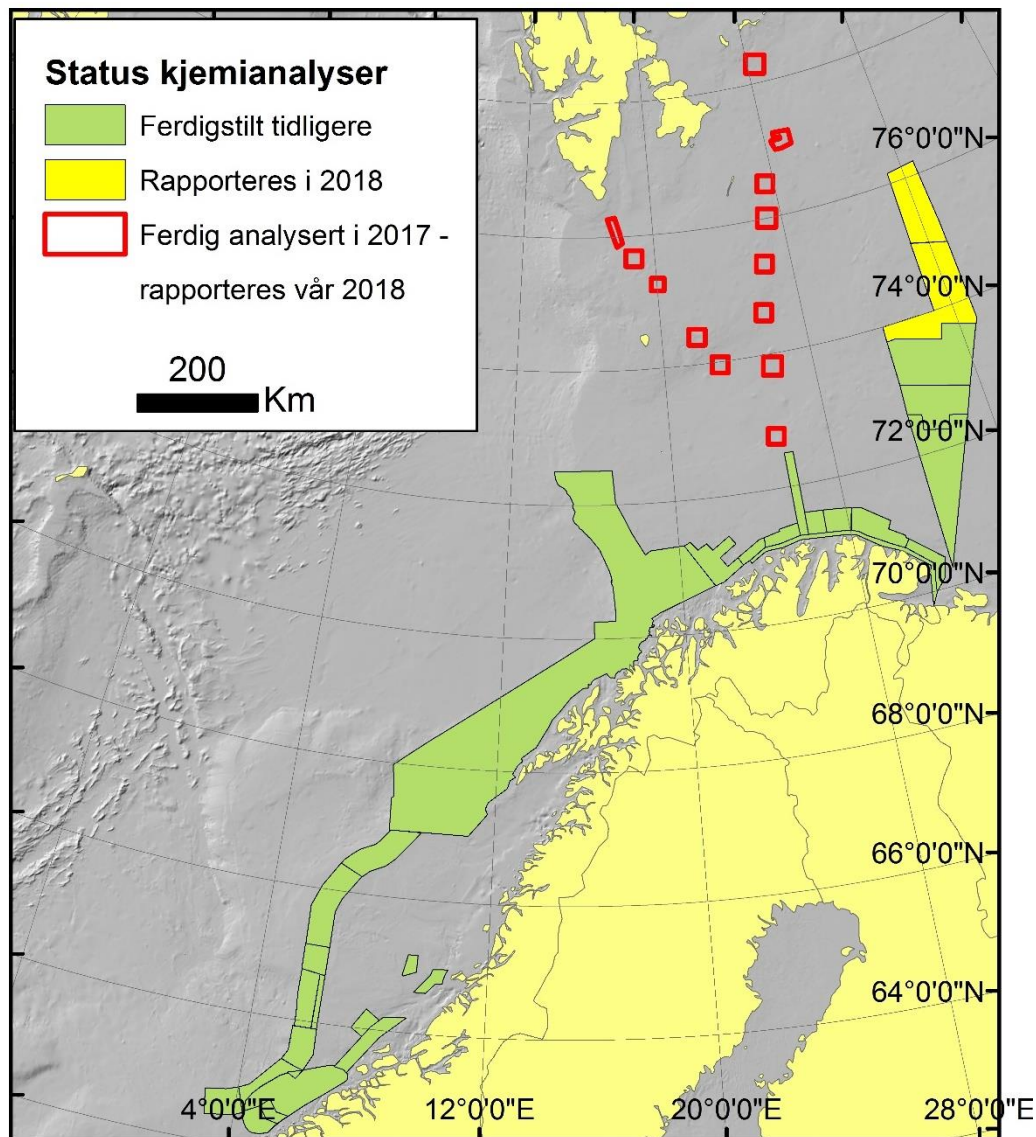 Status kjemianalyser
Ferdigstilt tidligere
Rapporteres i 2018
Ferdig analysert i 2017 -
rapporteres vår 2018
200
Km
76°0'0"N
74°0'0"N
72°0'0"N
70°0'0"N
68°0'0"N
66°0'0"N
64°0'0"N
4°0'0"E
12°0'0"E
20°0'0"E
28°0'0"E